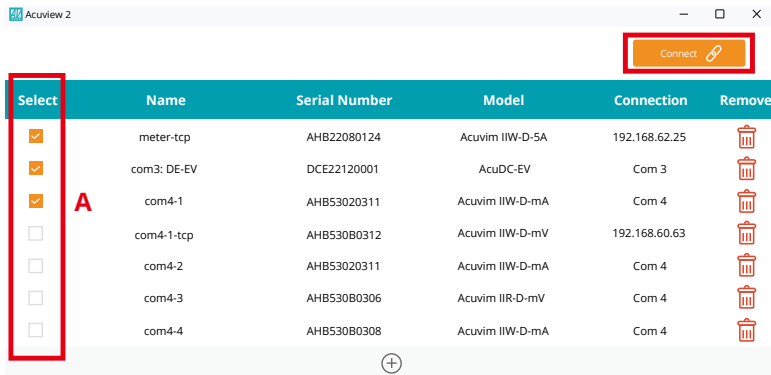 Acuview 2
Connect
Select Name Serial Number Model Connection Remove
meter-tcp AHB22080124 Acuvim IIW-D-5A 192.168.62.25
com3: DE-EV DCE22120001 AcuDC-EV Com 3
A com4-1 AHB53020311 Acuvim IIW-D-mA Com 4
com4-1-tcp AHB530B0312 Acuvim IIW-D-mV 192.168.60.63
com4-2 AHB53020311 Acuvim IIW-D-mA Com 4
com4-3 AHB530B0306 Acuvim IIR-D-mV Com 4
com4-4 AHB530B0308 Acuvim IIW-D-mA Com 4